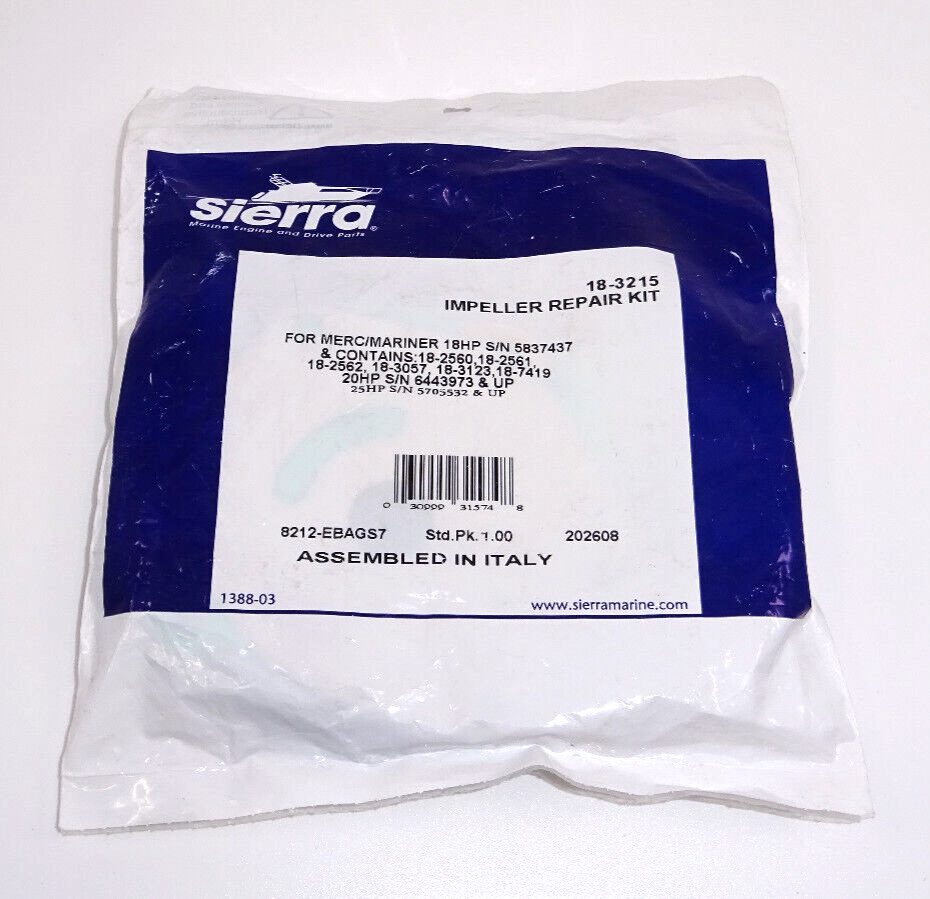 sierra®
Marine Engine and Drive Parts
18-3215
IMPELLER REPAIR KIT
FOR MERC/MARINER 18HP S/N 5837437
& CONTAINS:18-2560,18-2561,
18-2562, 18-3057, 18-3123,18-7419
20HP S/N 6443973 & UP
25HP S/N 5705532 & UP
0 30999 31574 8
8212-EBAGS7 Std.Pk. 1.00 202608
ASSEMBLED IN ITALY
1388-03 www.sierramarine.com